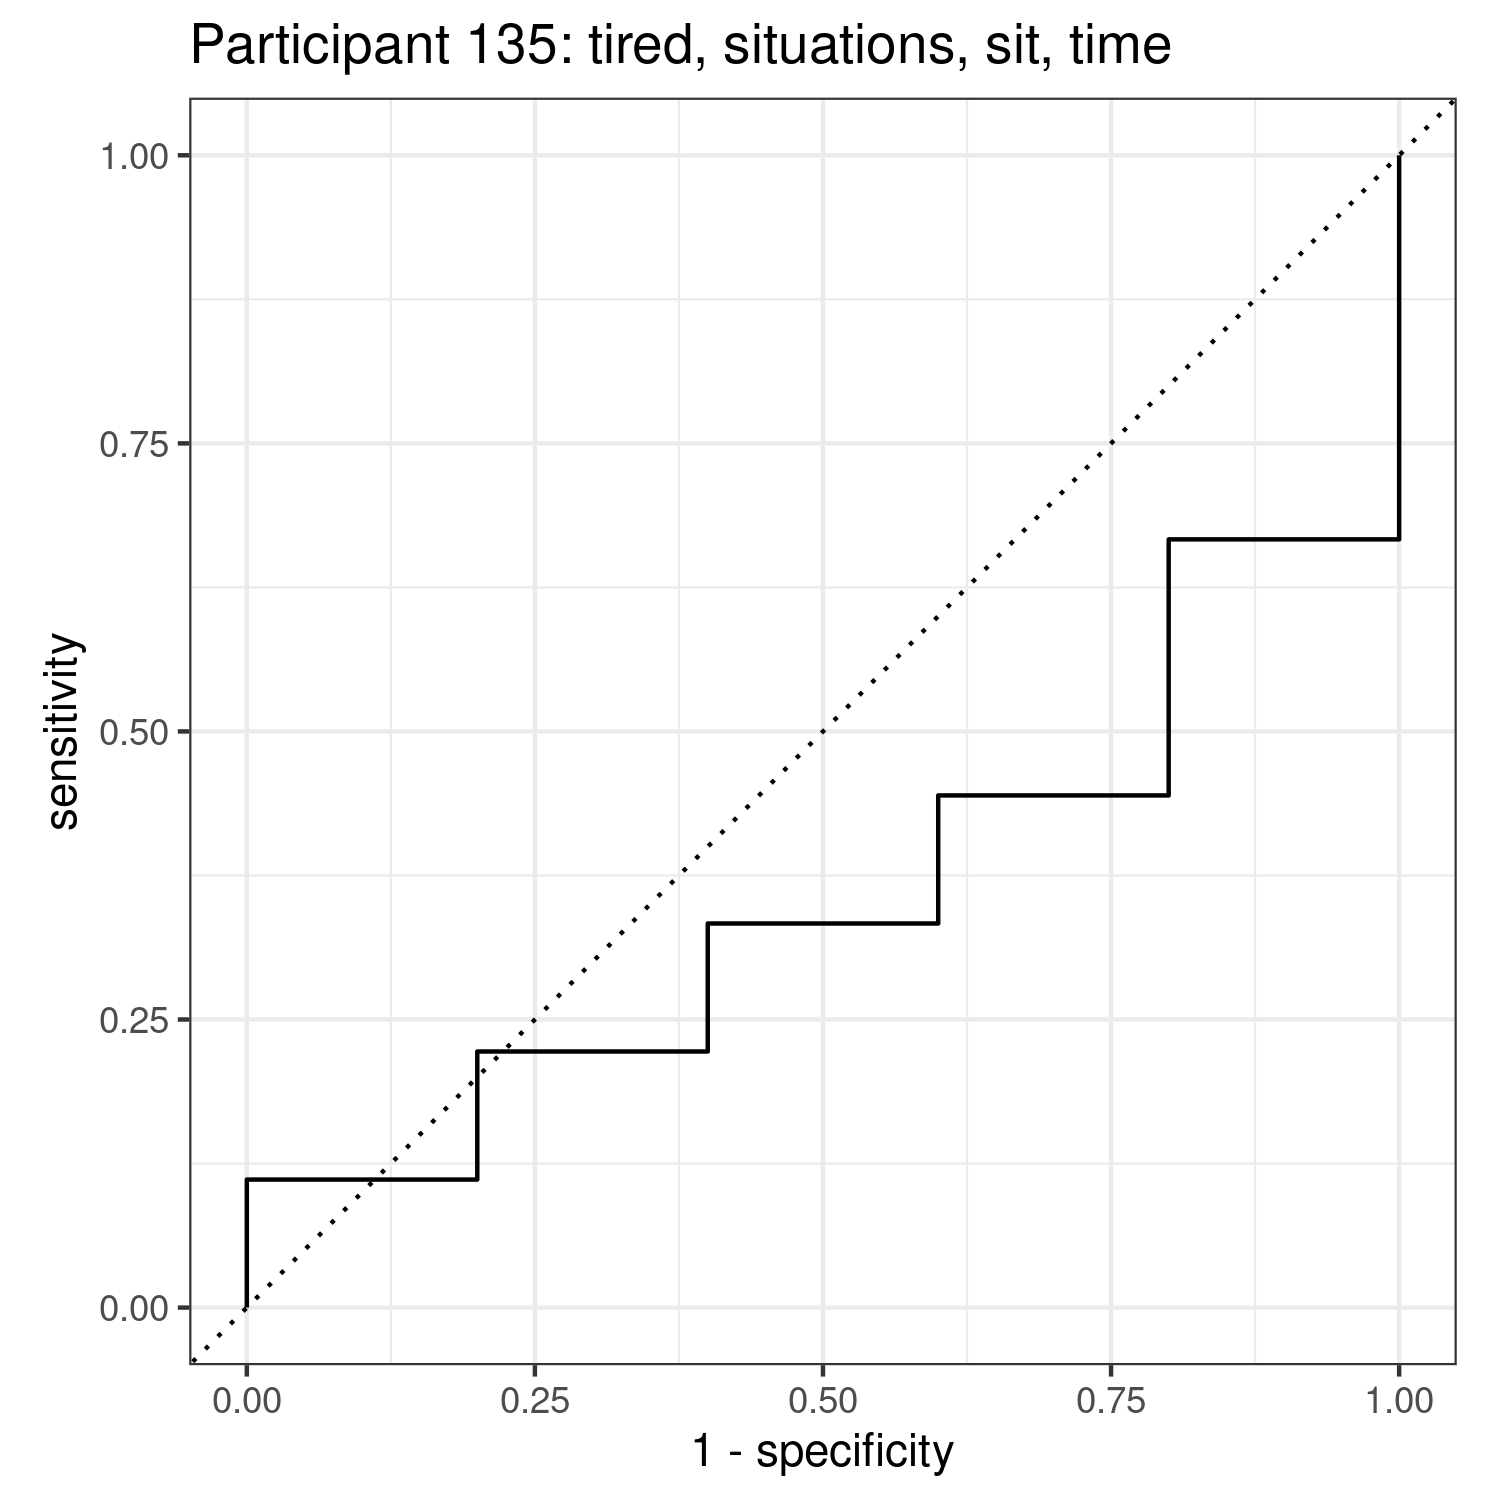 Participant 135: tired, situations, sit, time
1.00
0.75
0.50
0.25
0.00
sensitivity
0.00 0.25 0.50 0.75 1.00
1 - specificity